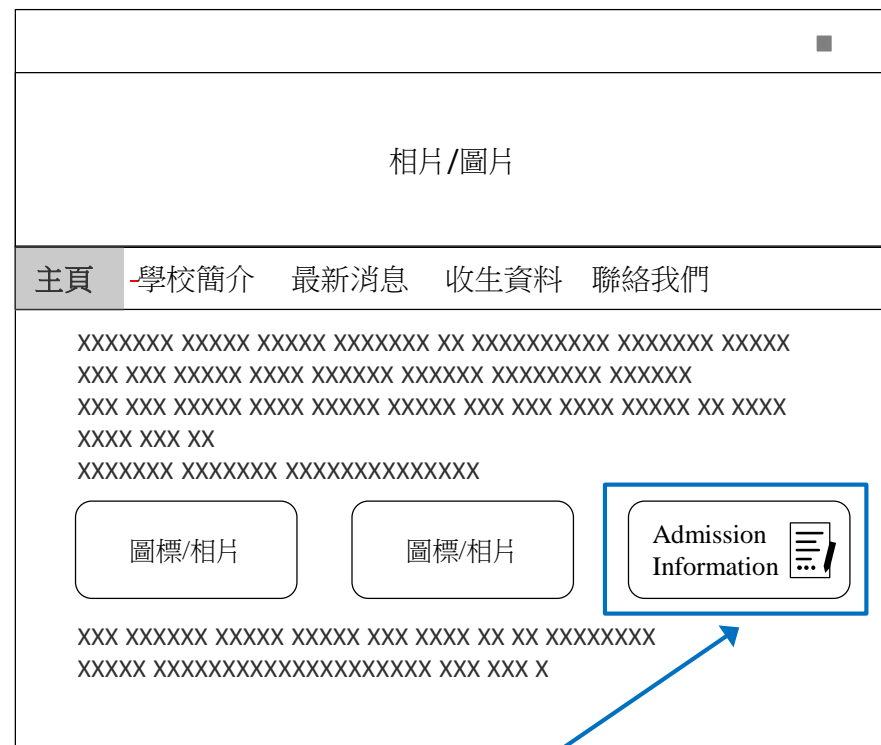 相片/圖片
主頁 學校簡介 最新消息 收生資料 聯絡我們
XXXXXXX XXXXX XXXXX XXXXXXX XX XXXXXXXXXX XXXXXXX XXXXX
XXX XXX XXXXX XXXX XXXXXX XXXXXX XXXXXXXX XXXXXX
XXX XXX XXXXX XXXX XXXXX XXXXX XXX XXX XXXX XXXXX XX XXXX
XXXX XXX XX
XXXXXXX XXXXXXX XXXXXXXXXXXXXX
圖標/相片
圖標/相片
Admission
Information
XXX XXXXXX XXXXX XXXXX XXX XXXX XX XX XXXXXXXX
XXXXX XXXXXXXXXXXXXXXXXXXX XXX XXX X